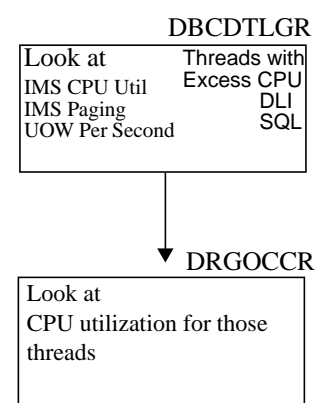 DBCDTLGR
Look at
IMS CPU Util
IMS Paging
UOW Per Second
Threads with
Excess CPU
DLI
SQL
DRGOCCR
Look at
CPU utilization for those
threads